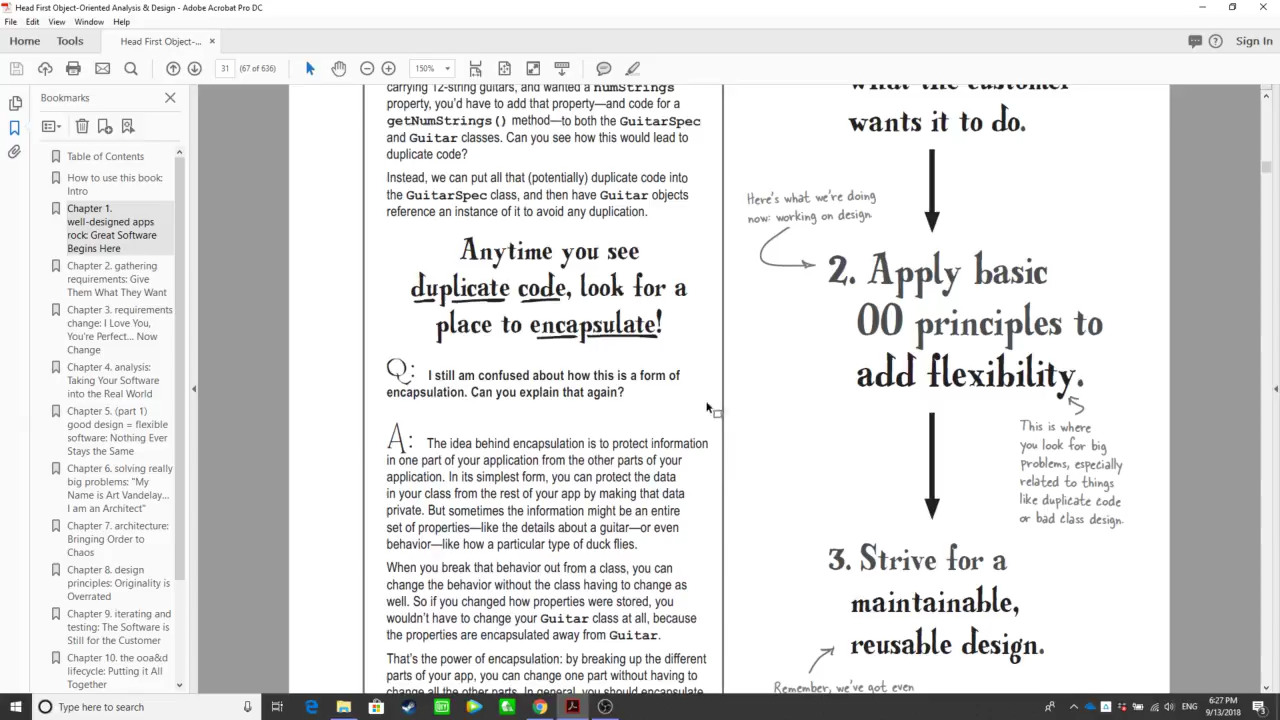 Head First Object-Oriented Analysis & Design - Adobe Acrobat Pro DC
File Edit View Window Help
Home Tools Head First Object-... × Sign In
31 (67 of 636) 150%
Bookmarks
Table of Contents
How to use this book:
Intro
Chapter 1.
well-designed apps
rock: Great Software
Begins Here
Chapter 2. gathering
requirements: Give
Them What They Want
Chapter 3. requirements
change: I Love You,
You're Perfect... Now
Change
Chapter 4. analysis:
Taking Your Software
into the Real World
Chapter 5. (part 1)
good design = flexible
software: Nothing Ever
Stays the Same
Chapter 6. solving really
big problems: "My
Name is Art Vandelay...
I am an Architect"
Chapter 7. architecture:
Bringing Order to
Chaos
Chapter 8. design
principles: Originality is
Overrated
Chapter 9. iterating and
testing: The Software is
Still for the Customer
Chapter 10. the ooa&d
lifecycle: Putting it All
Together
carrying 12-string guitars, and wanted a numStrings
property, you'd have to add that property—and code for a
getNumStrings() method—to both the GuitarSpec
and Guitar classes. Can you see how this would lead to
duplicate code?
Instead, we can put all that (potentially) duplicate code into
the GuitarSpec class, and then have Guitar objects
reference an instance of it to avoid any duplication.
Anytime you see
duplicate code, look for a
place to encapsulate!
Q: I still am confused about how this is a form of
encapsulation. Can you explain that again?
A: The idea behind encapsulation is to protect information
in one part of your application from the other parts of your
application. In its simplest form, you can protect the data
in your class from the rest of your app by making that data
private. But sometimes the information might be an entire
set of properties—like the details about a guitar—or even
behavior—like how a particular type of duck flies.
When you break that behavior out from a class, you can
change the behavior without the class having to change as
well. So if you changed how properties were stored, you
wouldn't have to change your Guitar class at all, because
the properties are encapsulated away from Guitar.
That's the power of encapsulation: by breaking up the different
parts of your app, you can change one part without having to
change all the other parts. In general, you should encapsulate
what the customer
wants it to do.
Here's what we're doing
now: working on design.
2. Apply basic
OO principles to
add flexibility.
This is where
you look for big
problems, especially
related to things
like duplicate code
or bad class design.
3. Strive for a
maintainable,
reusable design.
Remember, we've got even
Type here to search
ENG
6:27 PM
9/13/2018